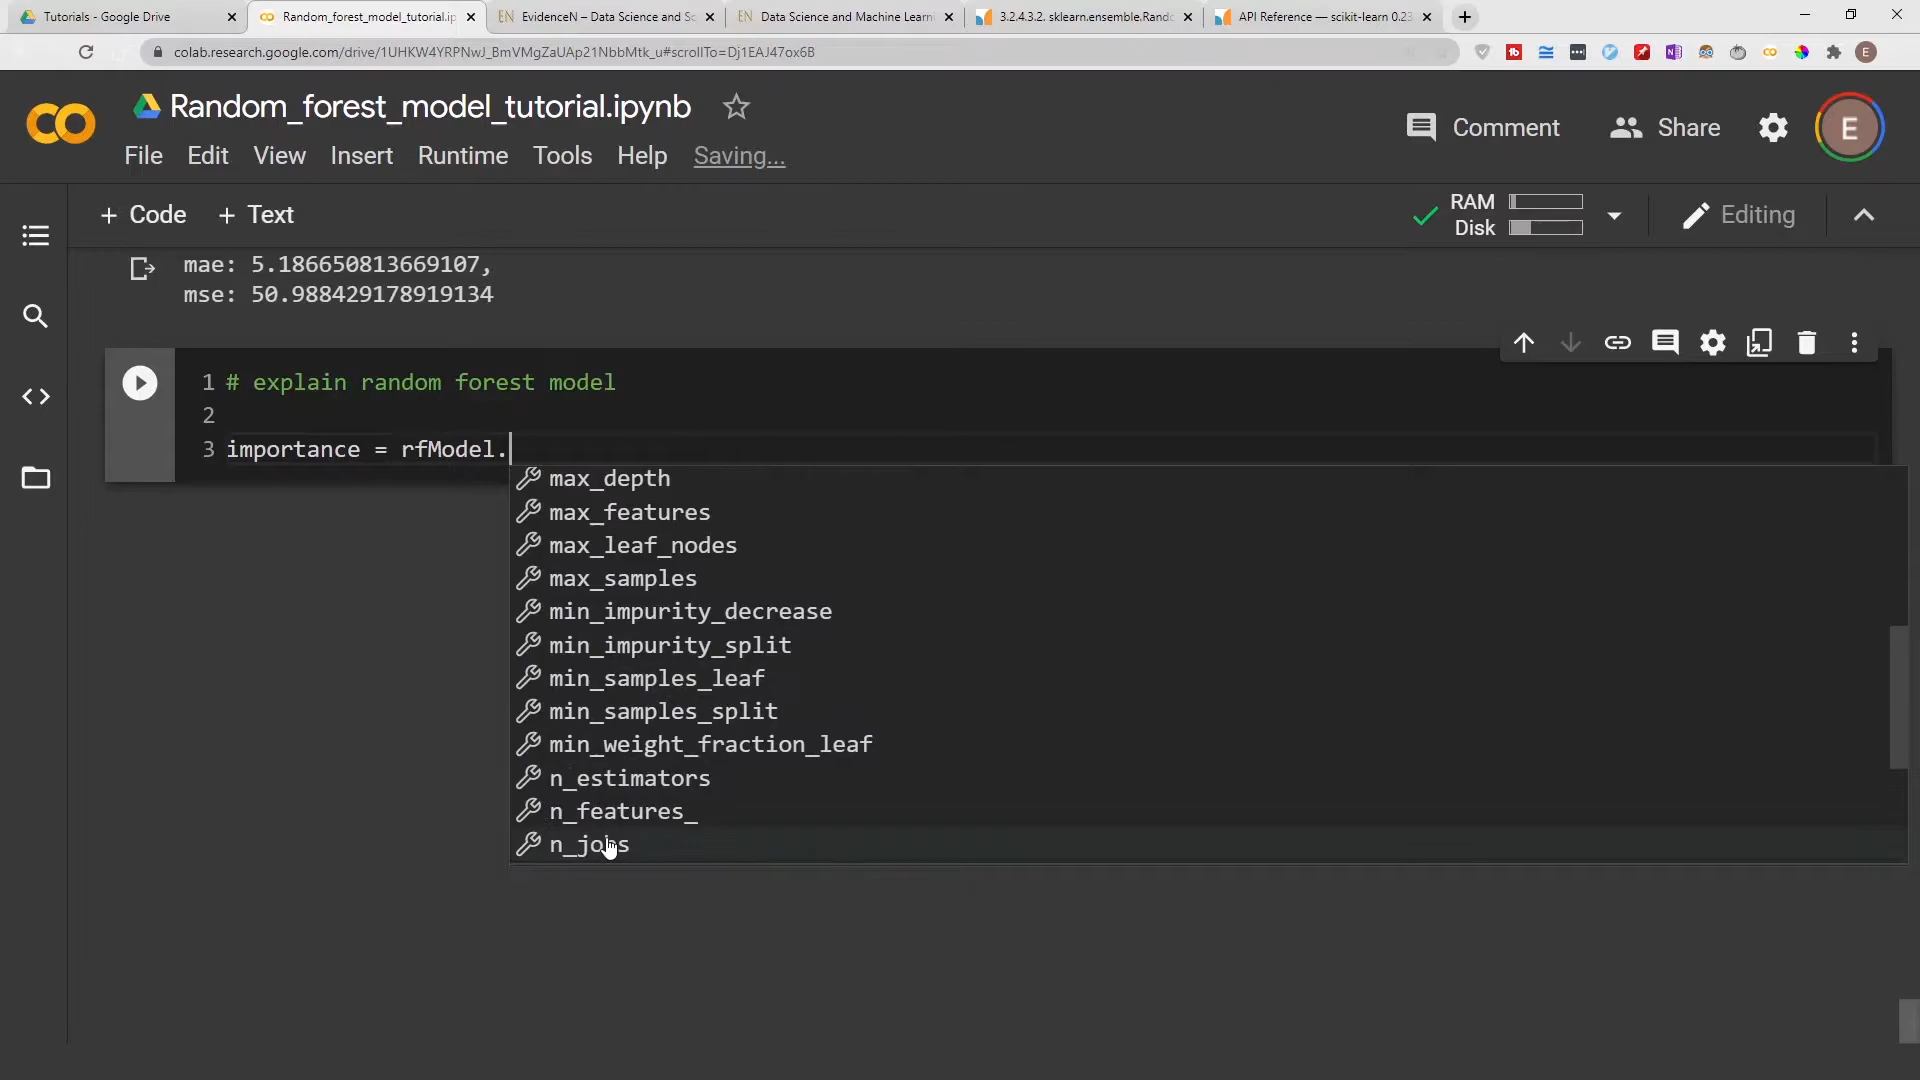 Tutorials - Google Drive
Random_forest_model_tutorial.ip
EN EvidenceN – Data Science and Sc
EN Data Science and Machine Learni
3.2.4.3.2. sklearn.ensemble.Rand
API Reference — scikit-learn 0.23
colab.research.google.com/drive/1UHKW4YRPNwJ_BmVMgZaUAp21NbbMtk_u#scrollTo=Dj1EAJ47ox6B
E
Random_forest_model_tutorial.ipynb
Comment
Share
E
File Edit View Insert Runtime Tools Help Saving...
+ Code + Text
RAM
Disk
Editing
mae: 5.186650813669107,
mse: 50.988429178919134
1 # explain random forest model
2
3 importance = rfModel.
max_depth
max_features
max_leaf_nodes
max_samples
min_impurity_decrease
min_impurity_split
min_samples_leaf
min_samples_split
min_weight_fraction_leaf
n_estimators
n_features_
n_jobs